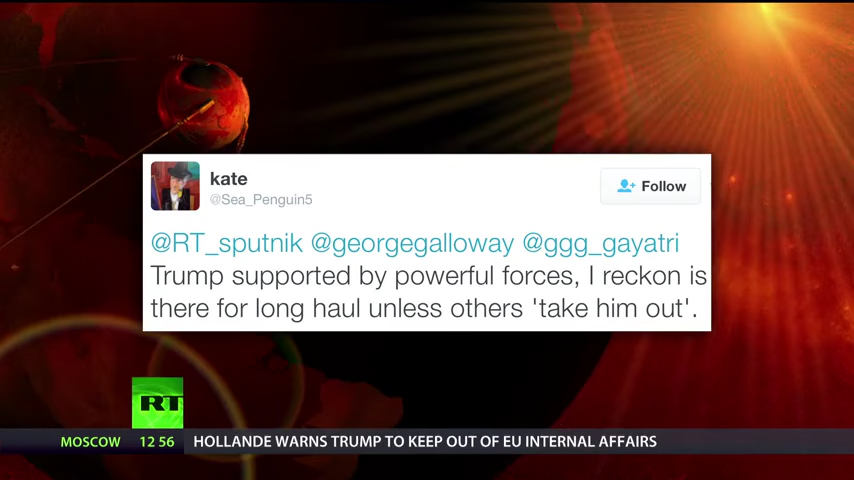 kate
@Sea_Penguin5
Follow
@RT_sputnik @georgegalloway @ggg_gayatri
Trump supported by powerful forces, I reckon is
there for long haul unless others 'take him out'.
RT
MOSCOW 12 56 HOLLANDE WARNS TRUMP TO KEEP OUT OF EU INTERNAL AFFAIRS